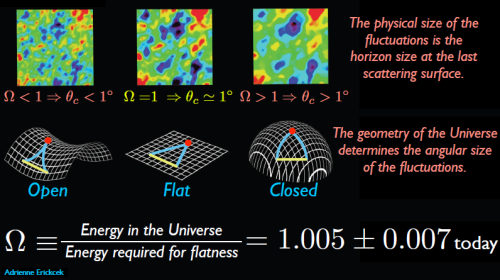 The physical size of the
fluctuations is the
horizon size at the last
scattering surface.
Ω < 1 ⇒ θc < 1°
Ω = 1 ⇒ θc ≃ 1°
Ω > 1 ⇒ θc > 1°
The geometry of the Universe
determines the angular size
of the fluctuations.
Open
Flat
Closed
Ω ≡ Energy in the Universe / Energy required for flatness = 1.005 ± 0.007 today
Adrienne Erickcek